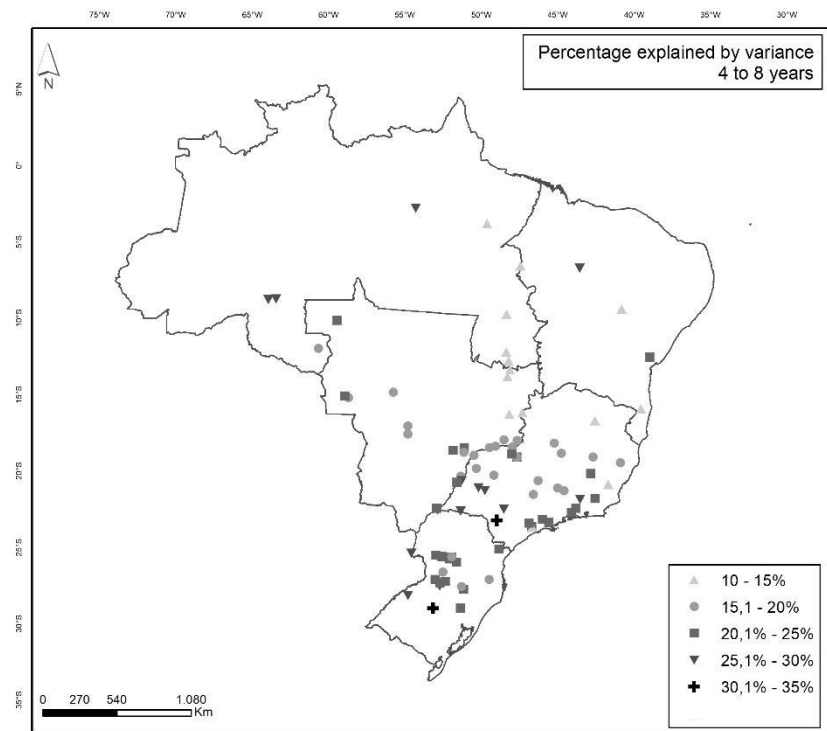 75°W 70°W 65°W 60°W 55°W 50°W 45°W 40°W 35°W 30°W
Percentage explained by variance
4 to 8 years
N
5°N
0°
5°S
10°S
15°S
20°S
25°S
30°S
35°S
10 - 15%
15,1 - 20%
20,1% - 25%
25,1% - 30%
30,1% - 35%
0 270 540 1.080
Km